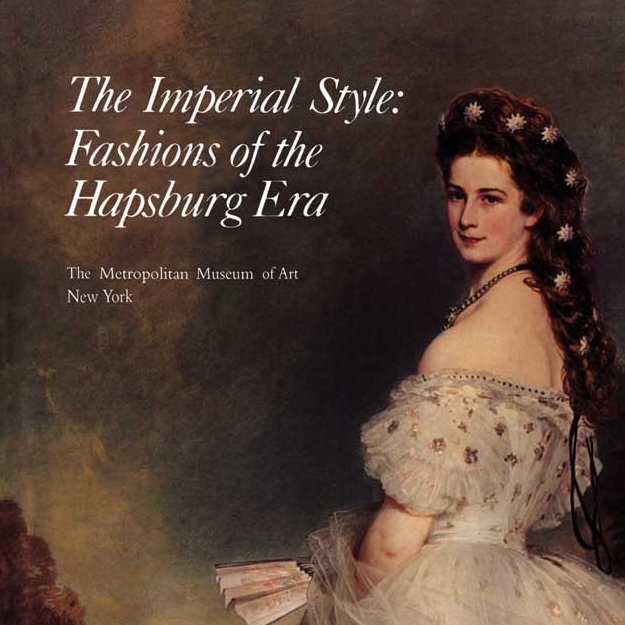 The Imperial Style:
Fashions of the
Hapsburg Era
The Metropolitan Museum of Art
New York